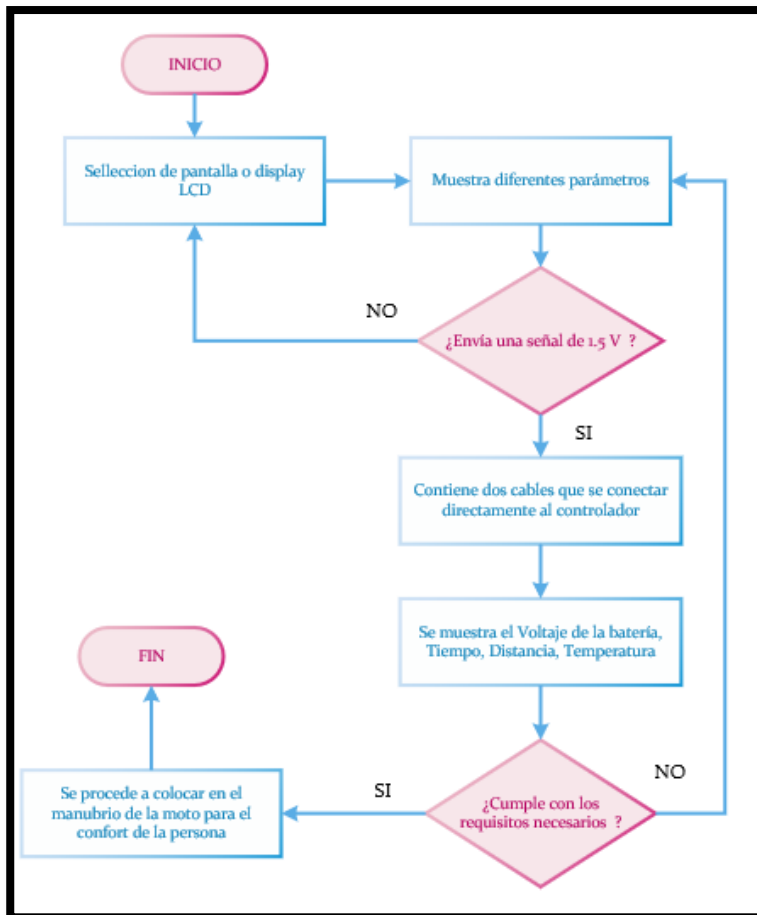 INICIO
Selleccion de pantalla o display
LCD
Muestra diferentes parámetros
NO
¿Envía una señal de 1.5 V ?
SI
Contiene dos cables que se conectar
directamente al controlador
Se muestra el Voltaje de la batería,
Tiempo, Distancia, Temperatura
FIN
NO
SI
¿Cumple con los
requisitos necesarios ?
Se procede a colocar en el
manubrio de la moto para el
confort de la persona